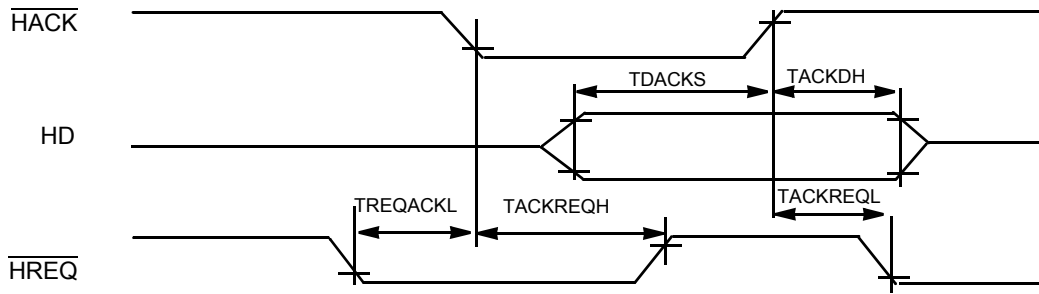 HACK
TDACKS
TACKDH
HD
TREQACKL
TACKREQH
TACKREQL
HREQ